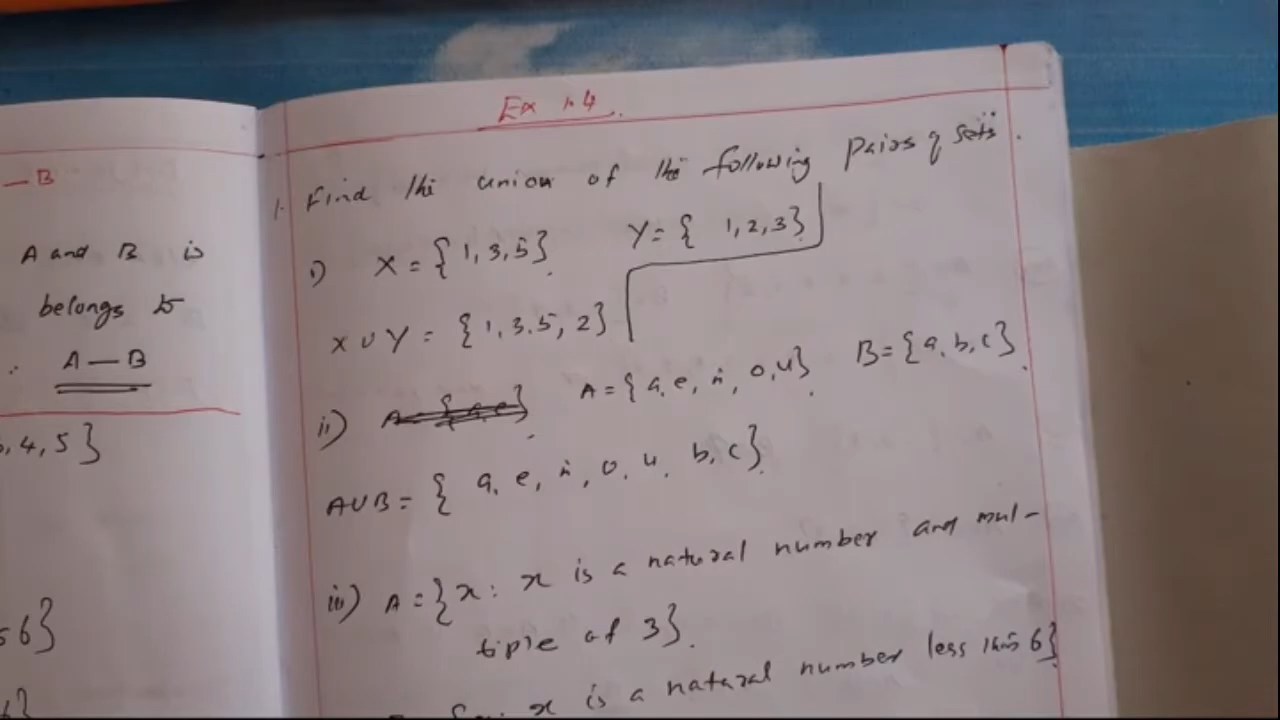 — B
A and B is
belongs to
∴ A — B
, 4, 5}
6}
Ex 1.4.
1. Find the union of the following Pairs of sets.
i) X = {1, 3, 5} Y = { 1, 2, 3}
X ∪ Y = {1, 3. 5, 2}
ii) A = {a, e, i, o, u} B = {a, b, c}
A ∪ B = { a, e, i, o, u, b, c}
iii) A = {x : x is a natural number and mul-
tiple of 3}.
x is a natural number less than 6}